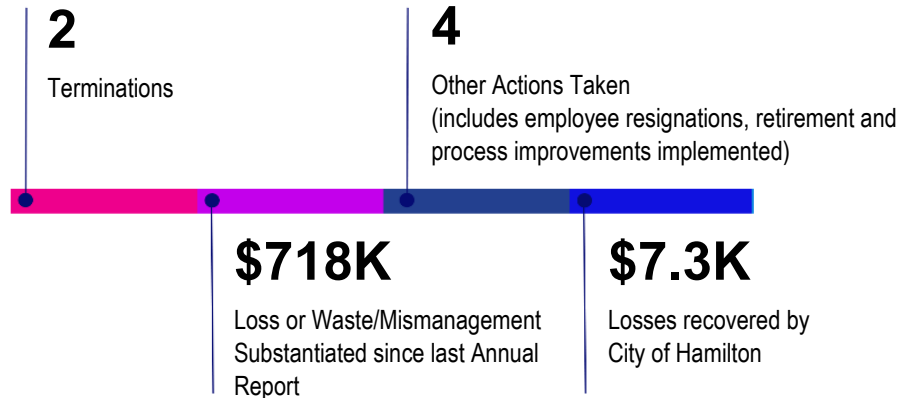 2
Terminations
4
Other Actions Taken
(includes employee resignations, retirement and
process improvements implemented)
$718K
Loss or Waste/Mismanagement
Substantiated since last Annual
Report
$7.3K
Losses recovered by
City of Hamilton